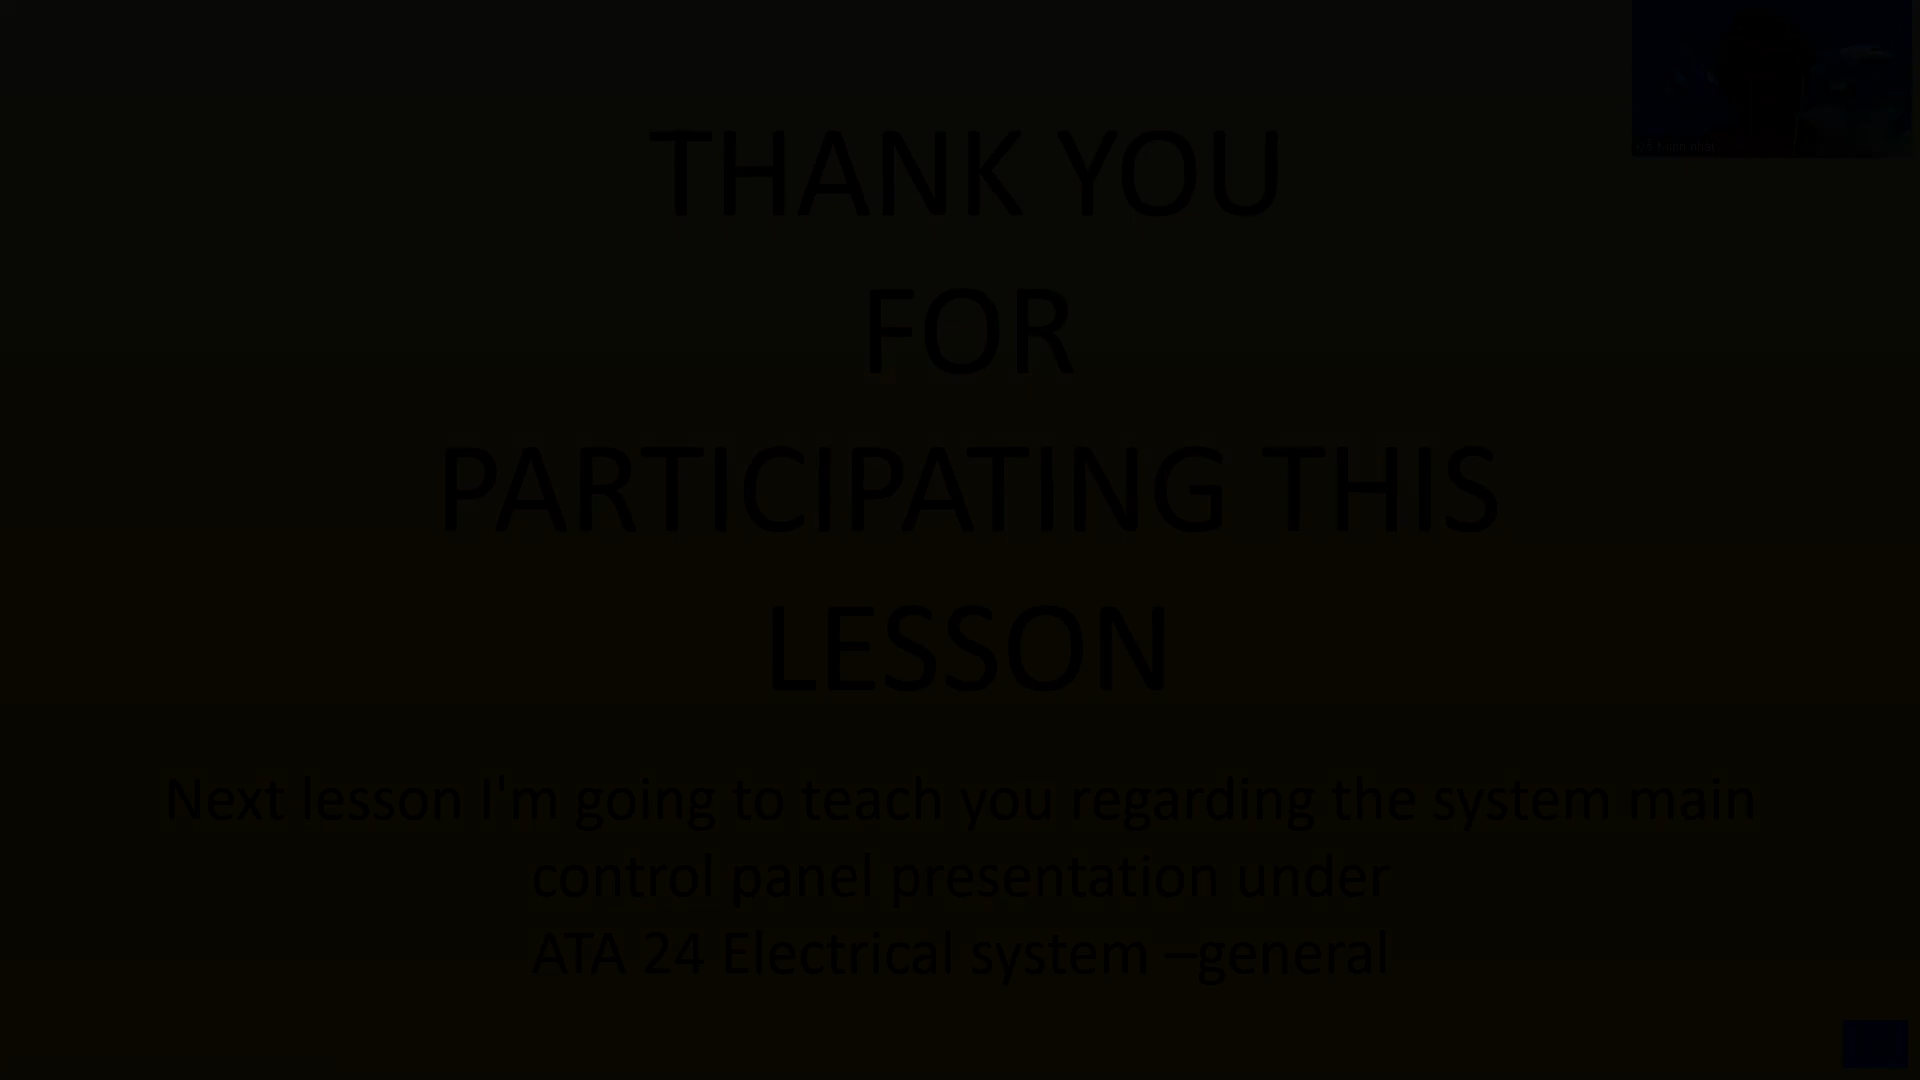 THANK YOU
FOR
PARTICIPATING THIS
LESSON
Next lesson I'm going to teach you regarding the system main
control panel presentation under
ATA 24 Electrical system –general